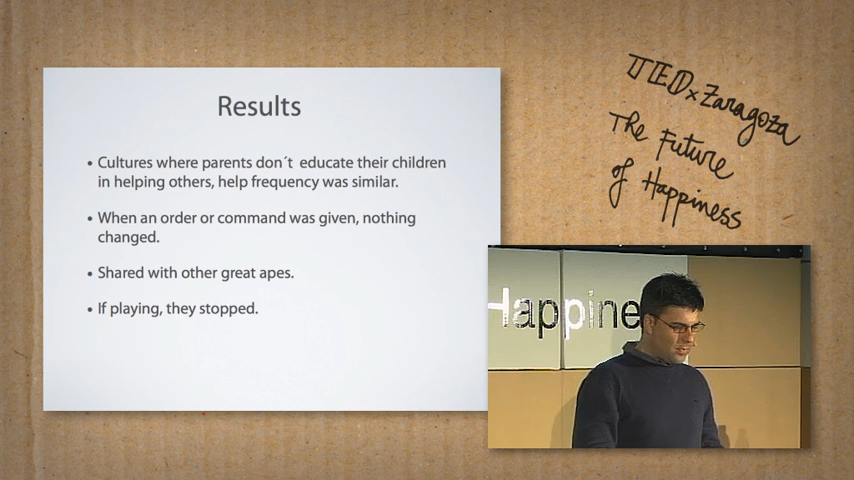 Results
• Cultures where parents don´t educate their children
in helping others, help frequency was similar.
• When an order or command was given, nothing
changed.
• Shared with other great apes.
• If playing, they stopped.
TEDxZaragoza
The Future
of Happiness
Happine